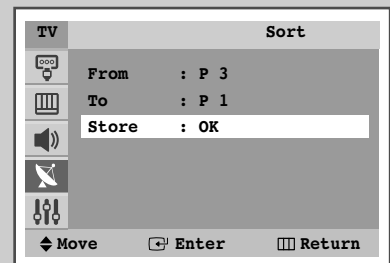 TV Sort
From : P 3
To : P 1
Store : OK
Move Enter Return